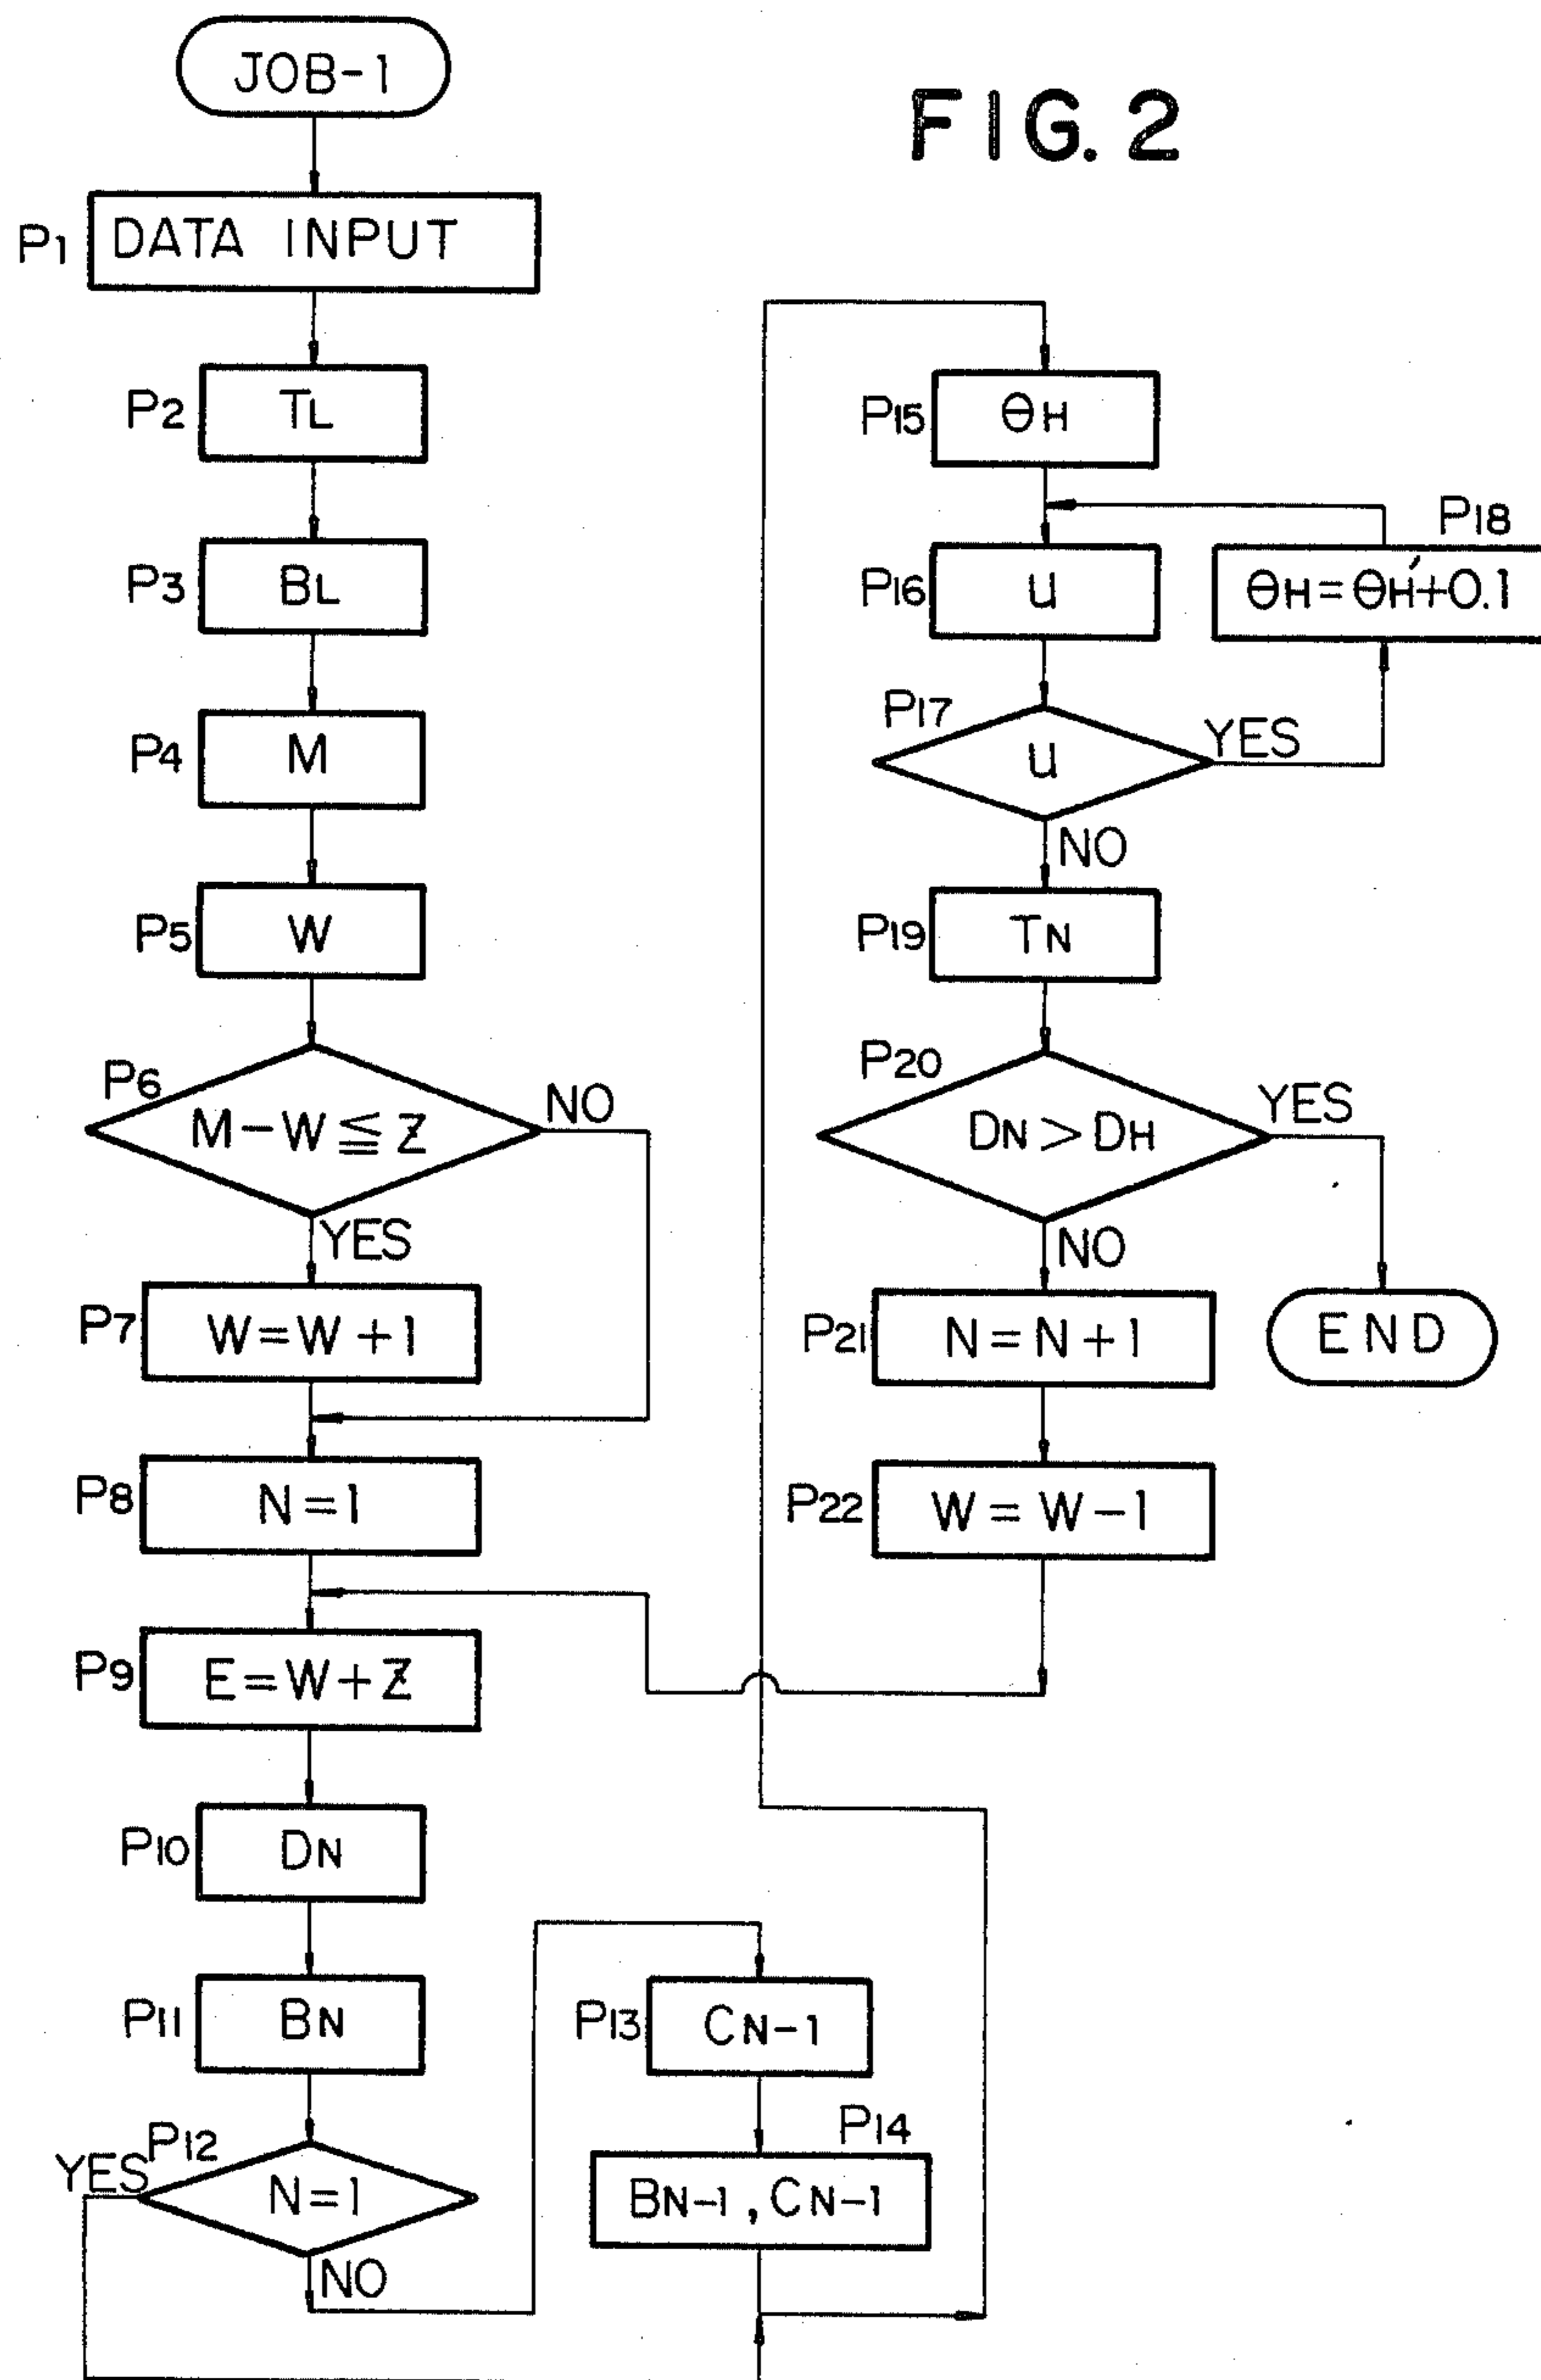 JOB-1
FIG. 2
P1 DATA INPUT
P2 TL
P3 BL
P4 M
P5 W
P6
M-W≦Z
NO
YES
P7 W=W+1
P8 N=1
P9 E=W+Z
P10 DN
P11 BN
P12
YES
N=1
NO
P13 CN-1
P14
BN-1, CN-1
P15 θH
P16 u
P17
u
YES
P18
θH=θH'+0.1
NO
P19 TN
P20
DN>DH
YES
NO
P21 N=N+1
END
P22 W=W-1